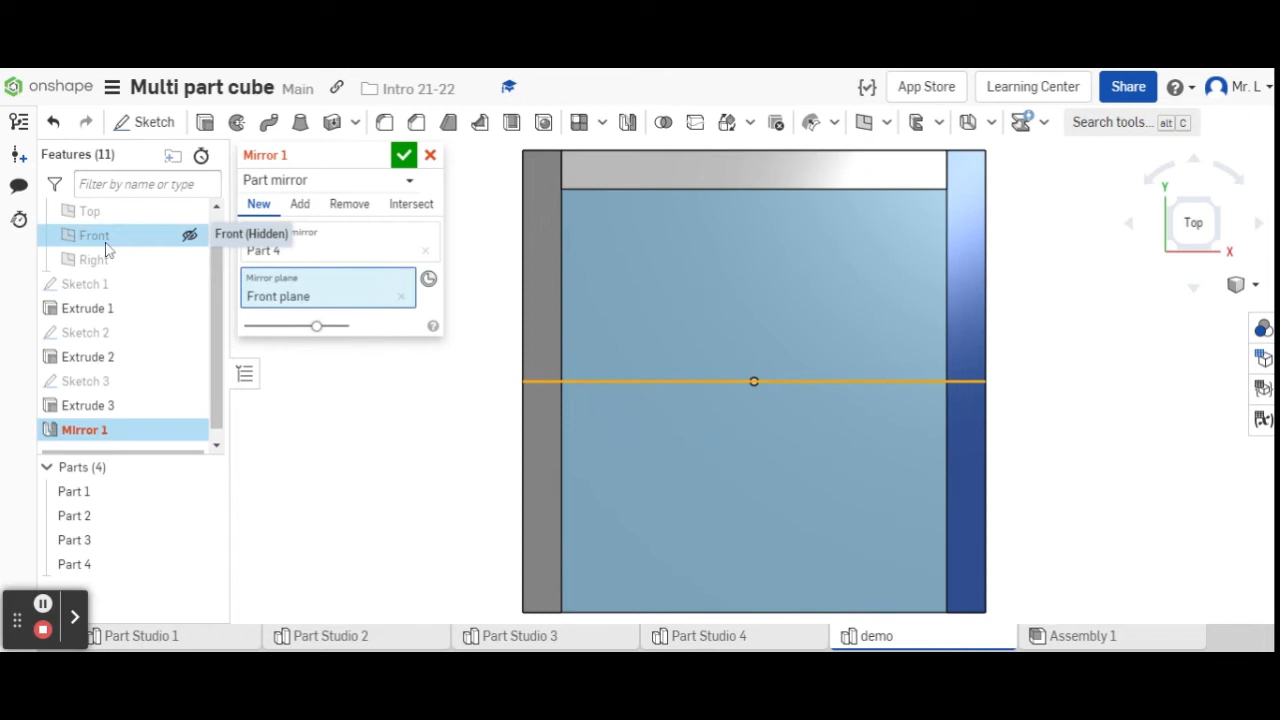 onshape
Multi part cube
Main
Intro 21-22
App Store
Learning Center
Share
Mr. L
Sketch
Search tools...
alt
C
Features (11)
Filter by name or type
Top
Front
Right
Sketch 1
Extrude 1
Sketch 2
Extrude 2
Sketch 3
Extrude 3
Mirror 1
Parts (4)
Part 1
Part 2
Part 3
Part 4
Mirror 1
Part mirror
New
Add
Remove
Intersect
Front (Hidden)
mirror
Part 4
Mirror plane
Front plane
Y
Top
X
Part Studio 1
Part Studio 2
Part Studio 3
Part Studio 4
demo
Assembly 1